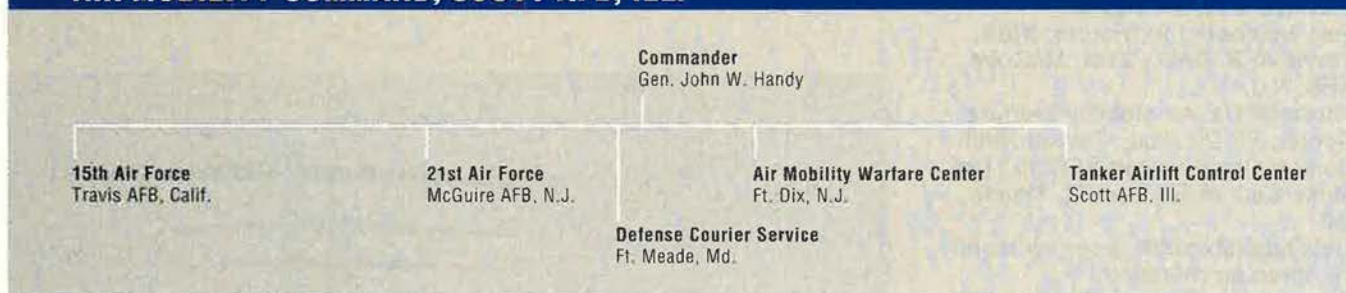 Commander
Gen. John W. Handy
15th Air Force
Travis AFB, Calif.
21st Air Force
McGuire AFB, N.J.
Defense Courier Service
Ft. Meade, Md.
Air Mobility Warfare Center
Ft. Dix, N.J.
Tanker Airlift Control Center
Scott AFB, Ill.